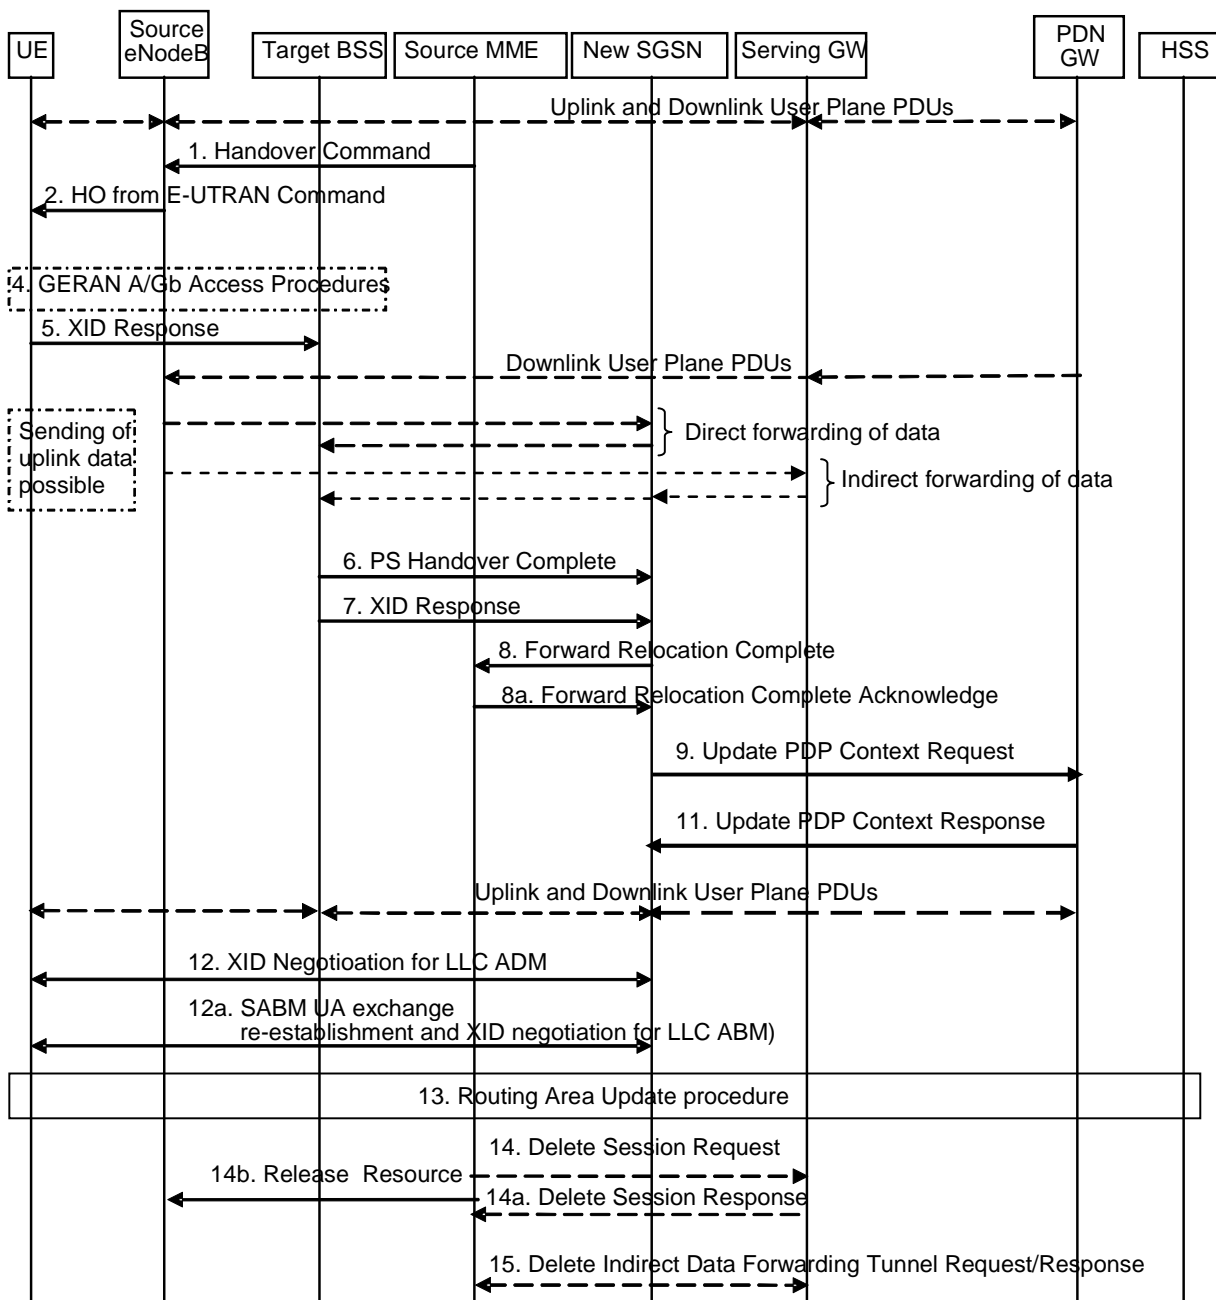 UE
Source
eNodeB
Target BSS
Source MME
New SGSN
Serving GW
PDN
GW
HSS
Uplink and Downlink User Plane PDUs
1. Handover Command
2. HO from E-UTRAN Command
4. GERAN A/Gb Access Procedures
5. XID Response
Downlink User Plane PDUs
Sending of
uplink data
possible
Direct forwarding of data
Indirect forwarding of data
6. PS Handover Complete
7. XID Response
8. Forward Relocation Complete
8a. Forward Relocation Complete Acknowledge
9. Update PDP Context Request
11. Update PDP Context Response
Uplink and Downlink User Plane PDUs
12. XID Negotioation for LLC ADM
12a. SABM UA exchange
re-establishment and XID negotiation for LLC ABM)
13. Routing Area Update procedure
14. Delete Session Request
14b. Release Resource
14a. Delete Session Response
15. Delete Indirect Data Forwarding Tunnel Request/Response